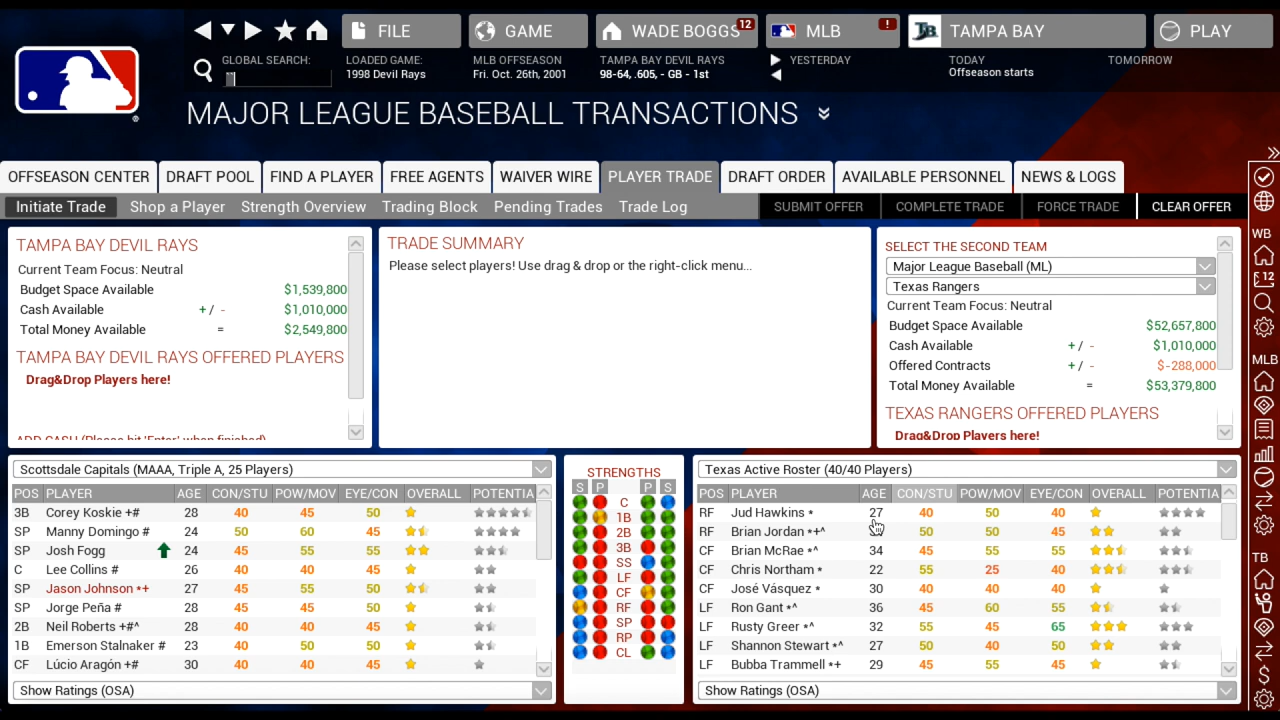 FILE GAME WADE BOGGS 12 MLB ! TB TAMPA BAY PLAY
GLOBAL SEARCH: LOADED GAME: MLB OFFSEASON TAMPA BAY DEVIL RAYS YESTERDAY TODAY TOMORROW
1998 Devil Rays Fri. Oct. 26th, 2001 98-64, .605, - GB - 1st Offseason starts
MAJOR LEAGUE BASEBALL TRANSACTIONS
OFFSEASON CENTER DRAFT POOL FIND A PLAYER FREE AGENTS WAIVER WIRE PLAYER TRADE DRAFT ORDER AVAILABLE PERSONNEL NEWS & LOGS
Initiate Trade Shop a Player Strength Overview Trading Block Pending Trades Trade Log SUBMIT OFFER COMPLETE TRADE FORCE TRADE CLEAR OFFER
TAMPA BAY DEVIL RAYS
Current Team Focus: Neutral
Budget Space Available $1,539,800
Cash Available + / - $1,010,000
Total Money Available = $2,549,800
TAMPA BAY DEVIL RAYS OFFERED PLAYERS
Drag&Drop Players here!
ADD CASH (Please hit 'Enter' when finished)
TRADE SUMMARY
Please select players! Use drag & drop or the right-click menu...
SELECT THE SECOND TEAM
Major League Baseball (ML)
Texas Rangers
Current Team Focus: Neutral
Budget Space Available $52,657,800
Cash Available + / - $1,010,000
Offered Contracts + / - $-288,000
Total Money Available = $53,379,800
TEXAS RANGERS OFFERED PLAYERS
Drag&Drop Players here!
Scottsdale Capitals (MAAA, Triple A, 25 Players)
POS PLAYER AGE CON/STU POW/MOV EYE/CON OVERALL POTENTIA
3B Corey Koskie +# 28 40 45 50
SP Manny Domingo # 24 50 60 40
SP Josh Fogg 24 45 55 55
C Lee Collins # 26 40 40 45
SP Jason Johnson *+ 27 45 55 50
SP Jorge Peña # 28 45 45 50
2B Neil Roberts +#^ 28 40 40 45
1B Emerson Stalnaker # 23 40 50 50
CF Lúcio Aragón +# 30 40 40 45
Show Ratings (OSA)
STRENGTHS
S P P S
C
1B
2B
3B
SS
LF
CF
RF
SP
RP
CL
Texas Active Roster (40/40 Players)
POS PLAYER AGE CON/STU POW/MOV EYE/CON OVERALL POTENTIA
RF Jud Hawkins * 27 40 50 40
RF Brian Jordan *+^ 50 50 45
CF Brian McRae *^ 34 45 55 55
CF Chris Northam * 22 55 25 40
CF José Vásquez * 30 40 40 40
LF Ron Gant *^ 36 45 60 55
LF Rusty Greer *^ 32 55 45 65
LF Shannon Stewart *^ 27 50 40 50
LF Bubba Trammell *+ 29 45 55 45
Show Ratings (OSA)
WB
12
MLB
TB